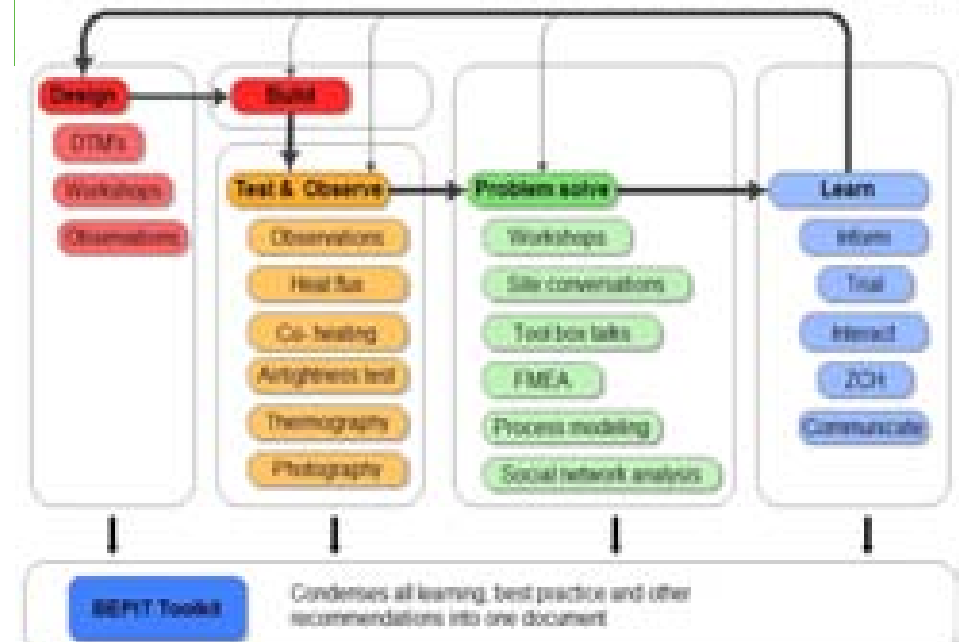 Design
DTM's
Workshops
Observations
Build
Test & Observe
Observations
Heat flux
Co- heating
Airtightness test
Thermography
Photography
Problem solve
Workshops
Site conversations
Tool box talks
FMEA
Process modeling
Social network analysis
Learn
Inform
Trial
Interact
ZCH
Communicate
BEPIT Toolkit
Condenses all learning, best practice and other
recommendations into one document